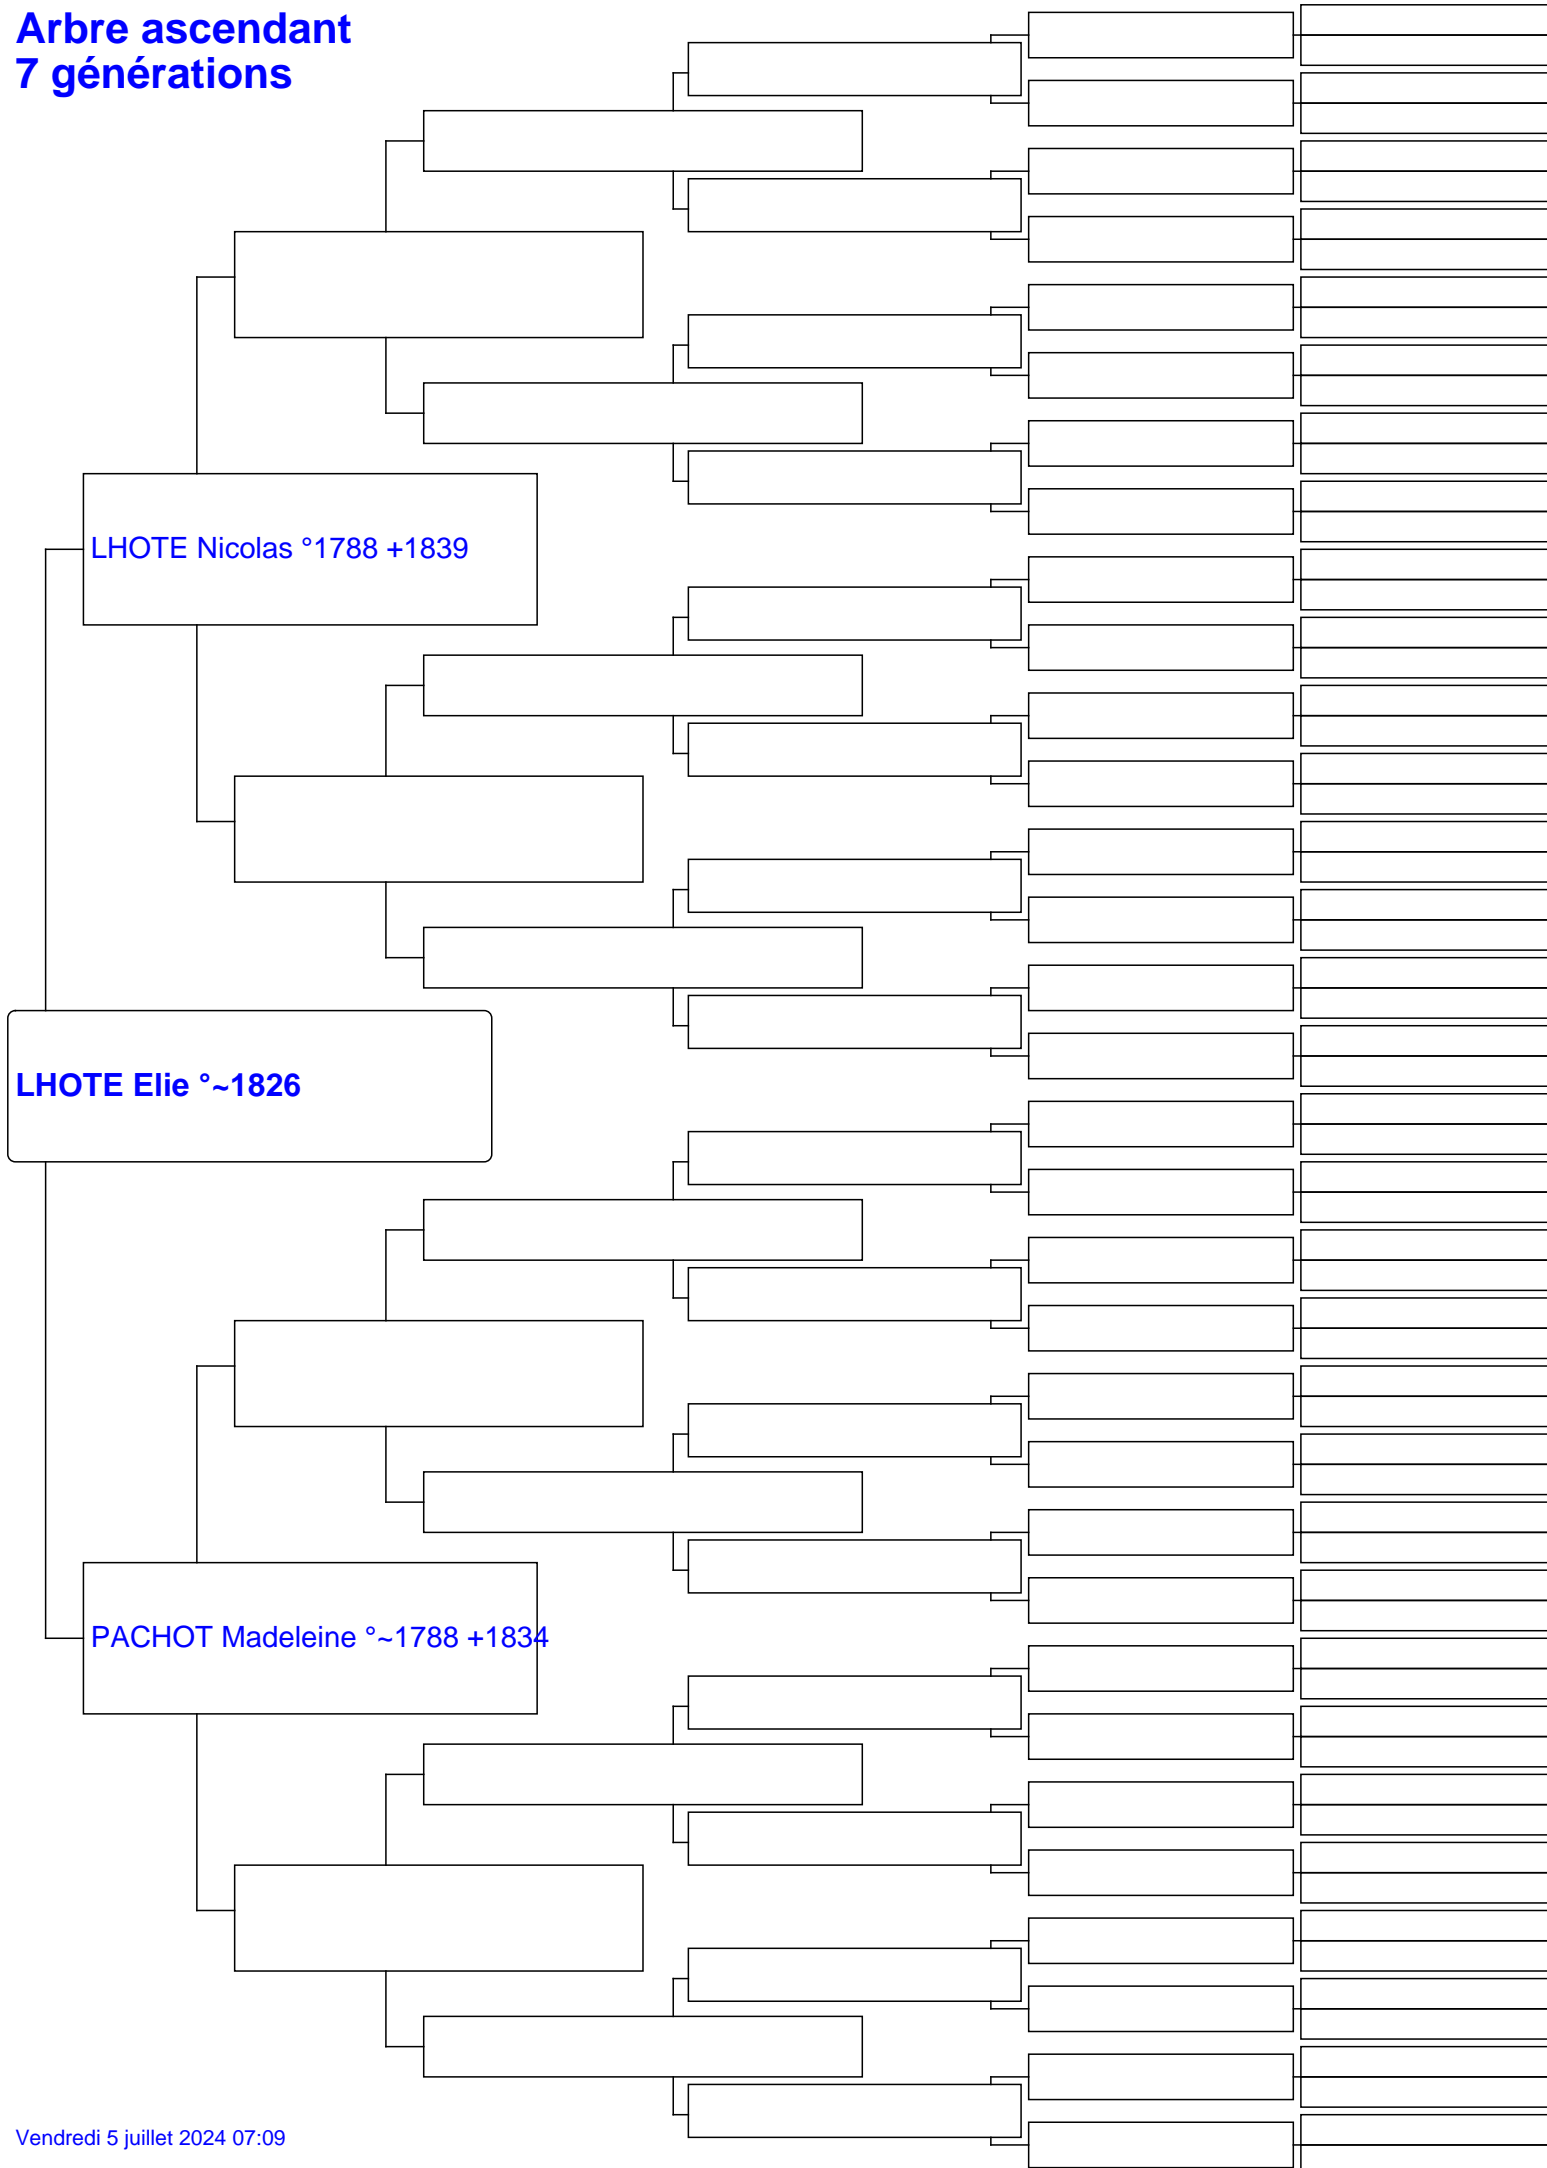 Arbre ascendant
7 générations
LHOTE Nicolas °1788 +1839
LHOTE Elie °~1826
PACHOT Madeleine °~1788 +1834
Vendredi 5 juillet 2024 07:09